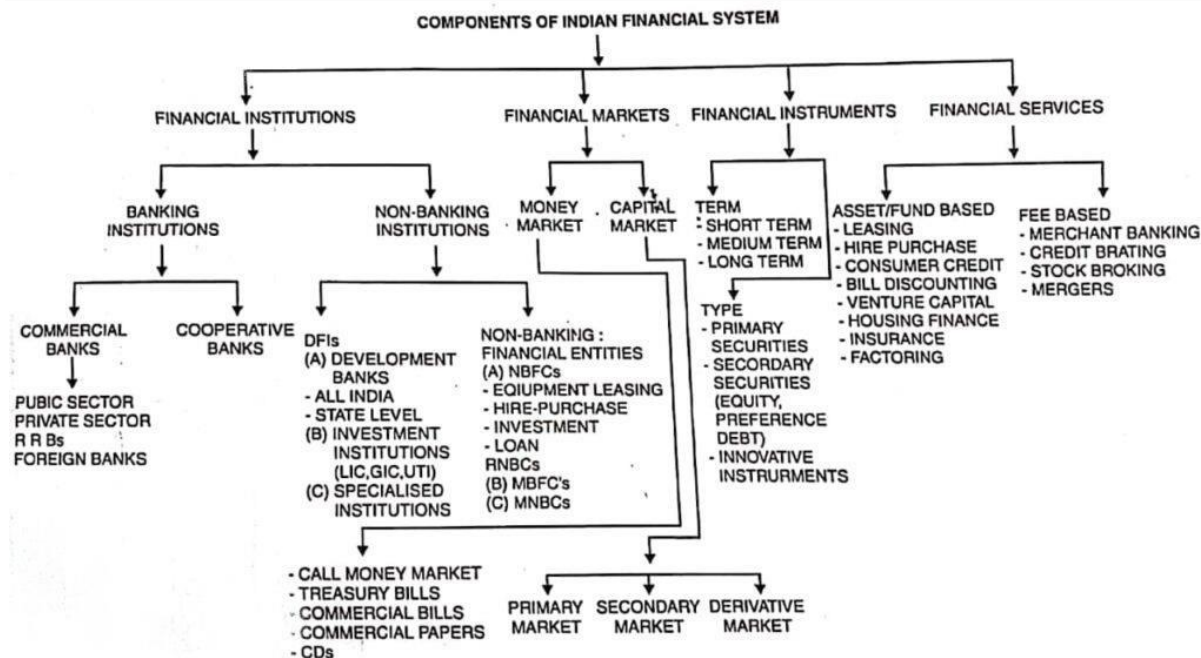 COMPONENTS OF INDIAN FINANCIAL SYSTEM
FINANCIAL INSTITUTIONS
FINANCIAL MARKETS
FINANCIAL INSTRUMENTS
FINANCIAL SERVICES
BANKING
INSTITUTIONS
NON-BANKING
INSTITUTIONS
MONEY
MARKET
CAPITAL
MARKET
TERM
- SHORT TERM
- MEDIUM TERM
- LONG TERM
TYPE
- PRIMARY
SECURITIES
- SECORDARY
SECURITIES
(EQUITY,
PREFERENCE
DEBT)
- INNOVATIVE
INSTRURMENTS
ASSET/FUND BASED
- LEASING
- HIRE PURCHASE
- CONSUMER CREDIT
- BILL DISCOUNTING
- VENTURE CAPITAL
- HOUSING FINANCE
- INSURANCE
- FACTORING
FEE BASED
- MERCHANT BANKING
- CREDIT BRATING
- STOCK BROKING
- MERGERS
COMMERCIAL
BANKS
COOPERATIVE
BANKS
PUBIC SECTOR
PRIVATE SECTOR
R R Bs
FOREIGN BANKS
DFIs
(A) DEVELOPMENT
BANKS
- ALL INDIA
- STATE LEVEL
(B) INVESTMENT
INSTITUTIONS
(LIC,GIC,UTI)
(C) SPECIALISED
INSTITUTIONS
NON-BANKING :
FINANCIAL ENTITIES
(A) NBFCs
- EQIUPMENT LEASING
- HIRE-PURCHASE
- INVESTMENT
- LOAN
RNBCs
(B) MBFC's
(C) MNBCs
- CALL MONEY MARKET
- TREASURY BILLS
- COMMERCIAL BILLS
- COMMERCIAL PAPERS
- CDs
PRIMARY
MARKET
SECONDARY
MARKET
DERIVATIVE
MARKET